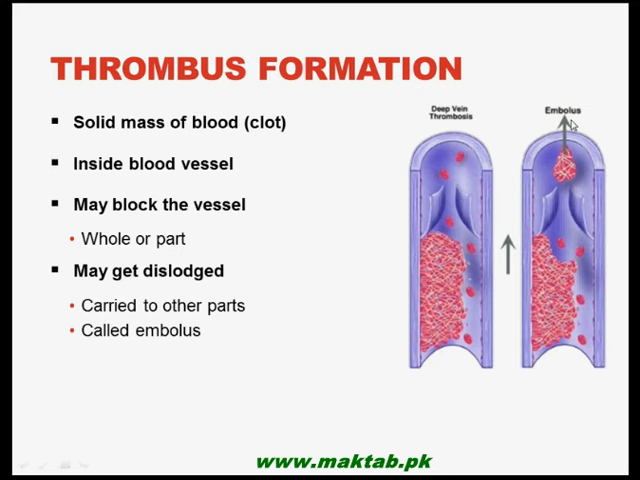 THROMBUS FORMATION
▪ Solid mass of blood (clot)
▪ Inside blood vessel
▪ May block the vessel
• Whole or part
▪ May get dislodged
• Carried to other parts
• Called embolus
Deep Vein
Thrombosis
Embolus
www.maktab.pk